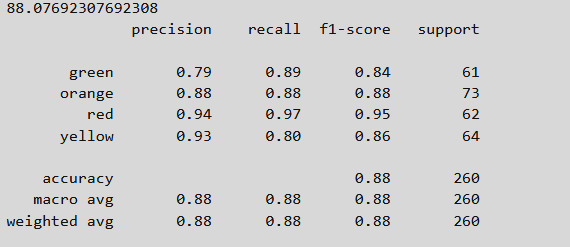 88.07692307692308
precision recall f1-score support
green 0.79 0.89 0.84 61
orange 0.88 0.88 0.88 73
red 0.94 0.97 0.95 62
yellow 0.93 0.80 0.86 64
accuracy 0.88 260
macro avg 0.88 0.88 0.88 260
weighted avg 0.88 0.88 0.88 260